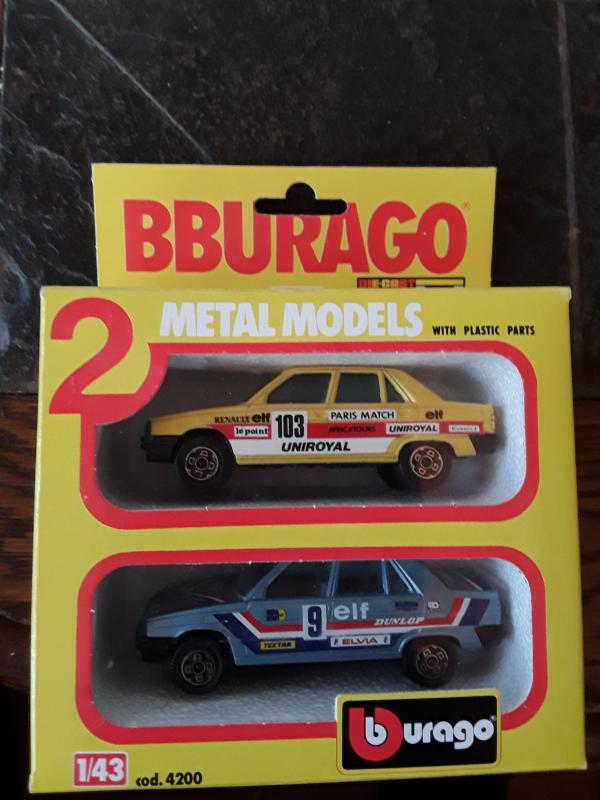 BBURAGO®
DIE-CAST
2 METAL MODELS WITH PLASTIC PARTS
RENAULT elf 103 PARIS MATCH elf
le point AFRICATOURS UNIROYAL
UNIROYAL
9 elf
DUNLOP
TEXTAR ELVIA
burago®
1/43 cod. 4200